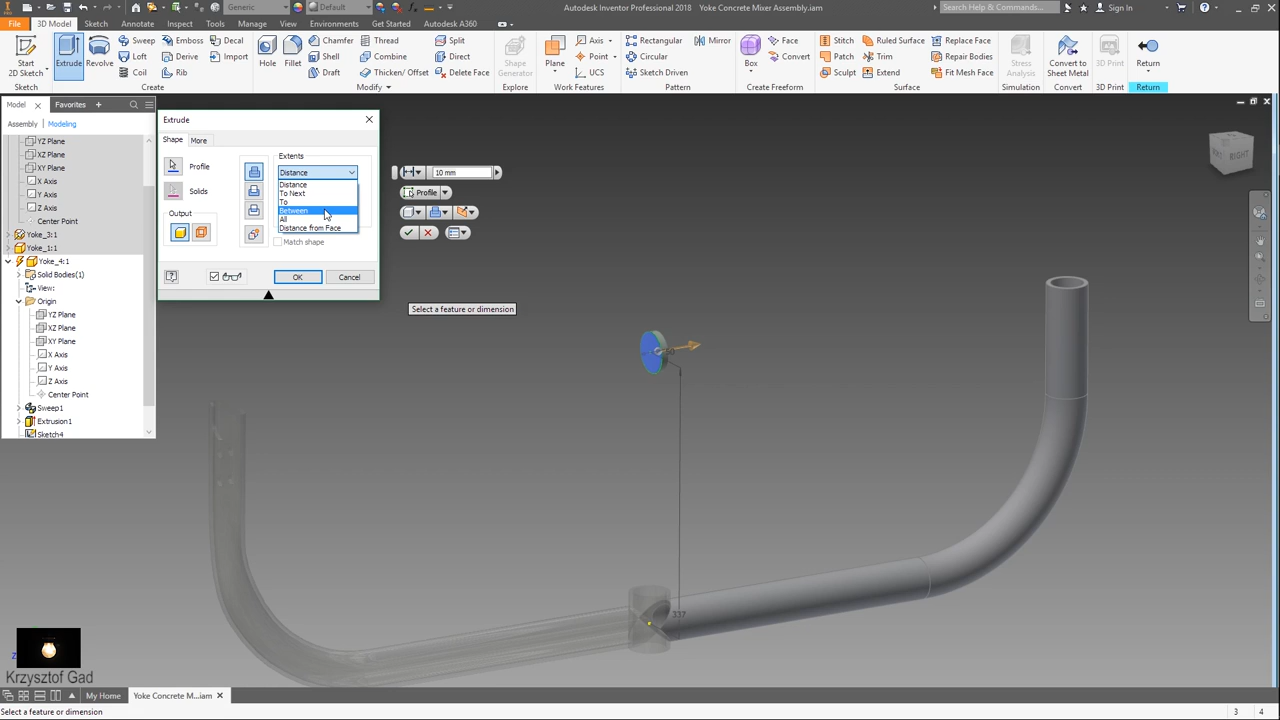 Generic
Default
Autodesk Inventor Professional 2018
Yoke Concrete Mixer Assembly.iam
Search Help & Commands...
Sign In
File
3D Model
Sketch
Annotate
Inspect
Tools
Manage
View
Environments
Get Started
Autodesk A360
Start
2D Sketch
Extrude
Revolve
Sweep
Loft
Coil
Emboss
Derive
Rib
Decal
Import
Hole
Fillet
Chamfer
Shell
Draft
Thread
Combine
Thicken/ Offset
Split
Direct
Delete Face
Shape
Generator
Plane
Axis
Point
UCS
Rectangular
Circular
Sketch Driven
Mirror
Box
Face
Convert
Stitch
Patch
Sculpt
Ruled Surface
Trim
Extend
Replace Face
Repair Bodies
Fit Mesh Face
Stress
Analysis
Convert to
Sheet Metal
3D Print
Return
Sketch
Create
Modify
Explore
Work Features
Pattern
Create Freeform
Surface
Simulation
Convert
3D Print
Return
Model
Favorites
Assembly
Modeling
YZ Plane
XZ Plane
XY Plane
X Axis
Y Axis
Z Axis
Center Point
Yoke_3:1
Yoke_1:1
Yoke_4:1
Solid Bodies(1)
View:
Origin
YZ Plane
XZ Plane
XY Plane
X Axis
Y Axis
Z Axis
Center Point
Sweep1
Extrusion1
Sketch4
Extrude
Shape
More
Profile
Solids
Output
Extents
Distance
Distance
To Next
To
Between
All
Distance from Face
Match shape
OK
Cancel
10 mm
Profile
Select a feature or dimension
RIGHT
337
Krzysztof Gad
My Home
Yoke Concrete M...iam
Select a feature or dimension
3
4